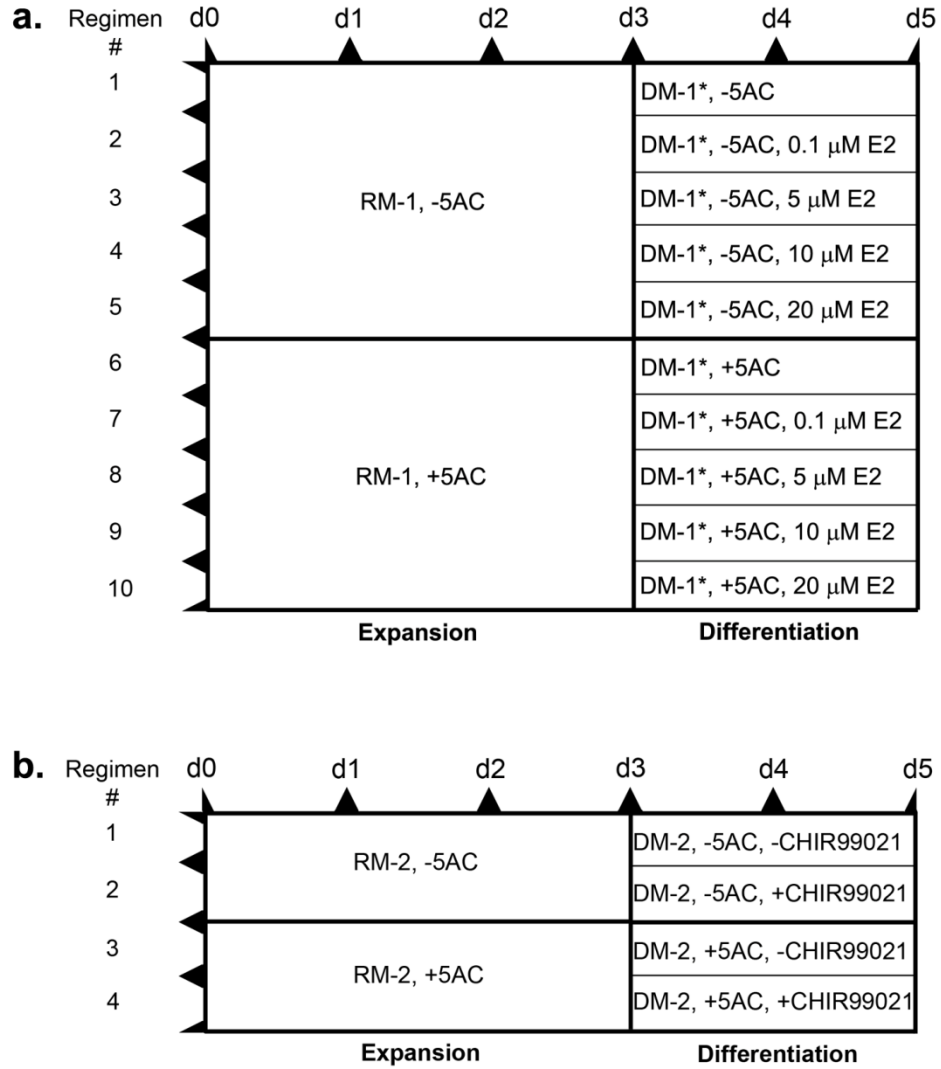 a. Regimen #
d0 d1 d2 d3 d4 d5
1
DM-1*, -5AC
2
DM-1*, -5AC, 0.1 μM E2
3
RM-1, -5AC
DM-1*, -5AC, 5 μM E2
4
DM-1*, -5AC, 10 μM E2
5
DM-1*, -5AC, 20 μM E2
6
DM-1*, +5AC
7
DM-1*, +5AC, 0.1 μM E2
8
RM-1, +5AC
DM-1*, +5AC, 5 μM E2
9
DM-1*, +5AC, 10 μM E2
10
DM-1*, +5AC, 20 μM E2
Expansion Differentiation
b. Regimen #
d0 d1 d2 d3 d4 d5
1
RM-2, -5AC
DM-2, -5AC, -CHIR99021
2
DM-2, -5AC, +CHIR99021
3
RM-2, +5AC
DM-2, +5AC, -CHIR99021
4
DM-2, +5AC, +CHIR99021
Expansion Differentiation